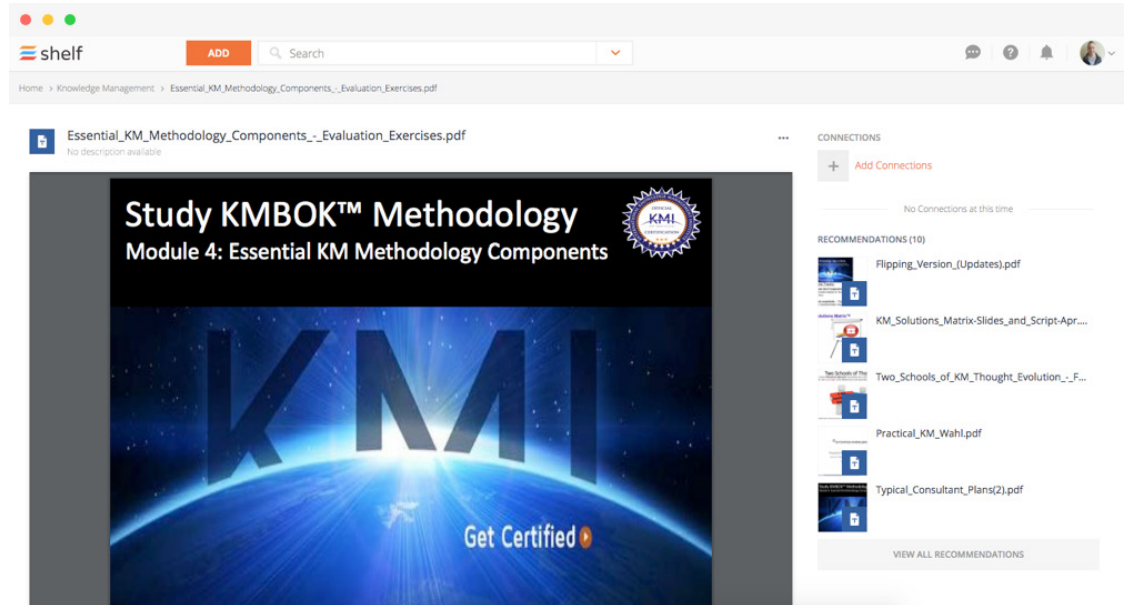 shelf
ADD
Search
Home > Knowledge Management > Essential_KM_Methodology_Components_-_Evaluation_Exercises.pdf
Essential_KM_Methodology_Components_-_Evaluation_Exercises.pdf
No description available
Study KMBOK™ Methodology
Module 4: Essential KM Methodology Components
OFFICIAL
KMI
CERTIFICATION
KMI
Get Certified
CONNECTIONS
+ Add Connections
No Connections at this time
RECOMMENDATIONS (10)
Flipping_Version_(Updates).pdf
KM_Solutions_Matrix-Slides_and_Script-Apr....
Two_Schools_of_KM_Thought_Evolution_-_F...
Practical_KM_Wahl.pdf
Typical_Consultant_Plans(2).pdf
VIEW ALL RECOMMENDATIONS